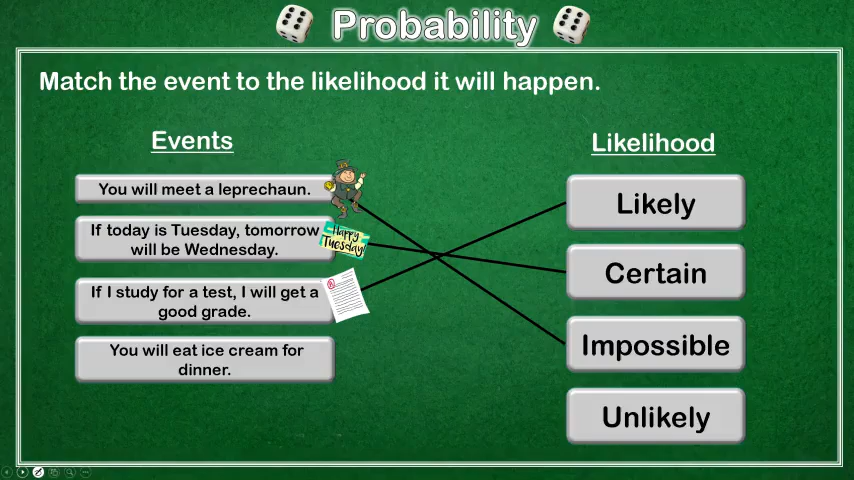 Probability
Match the event to the likelihood it will happen.
Events
Likelihood
You will meet a leprechaun.
If today is Tuesday, tomorrow
will be Wednesday.
Happy
Tuesday!
If I study for a test, I will get a
good grade.
You will eat ice cream for
dinner.
Likely
Certain
Impossible
Unlikely